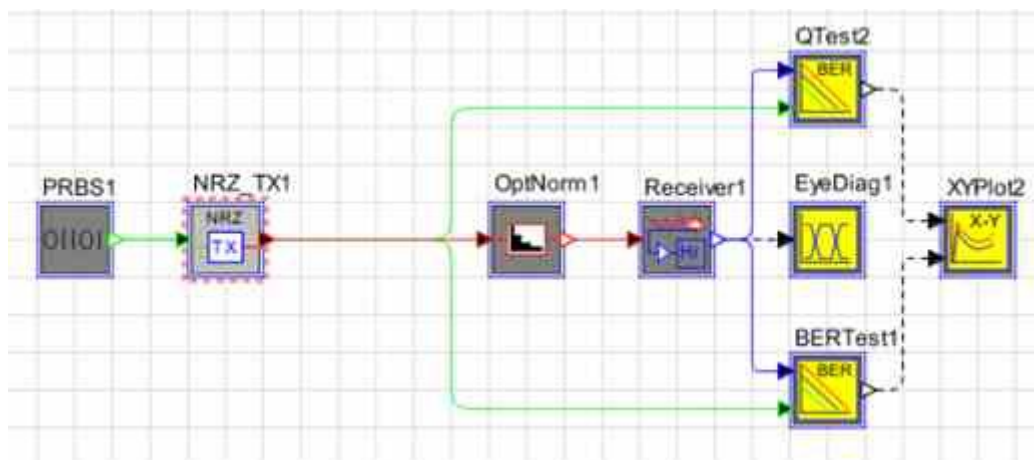 QTest2
BER
PRBS1
01101
NRZ_TX1
NRZ
TX
OptNorm1
Receiver1
EyeDiag1
XYPlot2
X-Y
BERTest1
BER